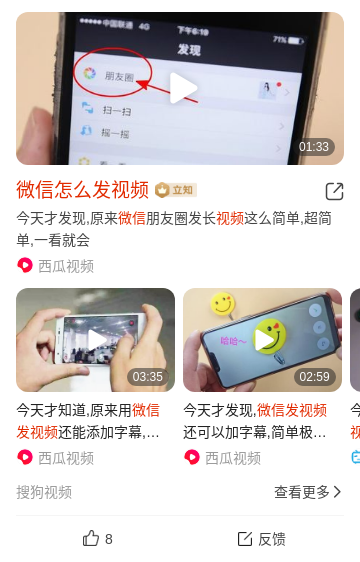 中国联通 4G 下午6:19 71%
发现
朋友圈
扫一扫
摇一摇
01:33
微信怎么发视频 立知
今天才发现,原来微信朋友圈发长视频这么简单,超简
单,一看就会
西瓜视频
03:35
哈哈~
02:59
今天才知道,原来用微信
发视频还能添加字幕,…
西瓜视频
今天才发现,微信发视频
还可以加字幕,简单极…
西瓜视频
今
视
搜狗视频 查看更多
8 反馈